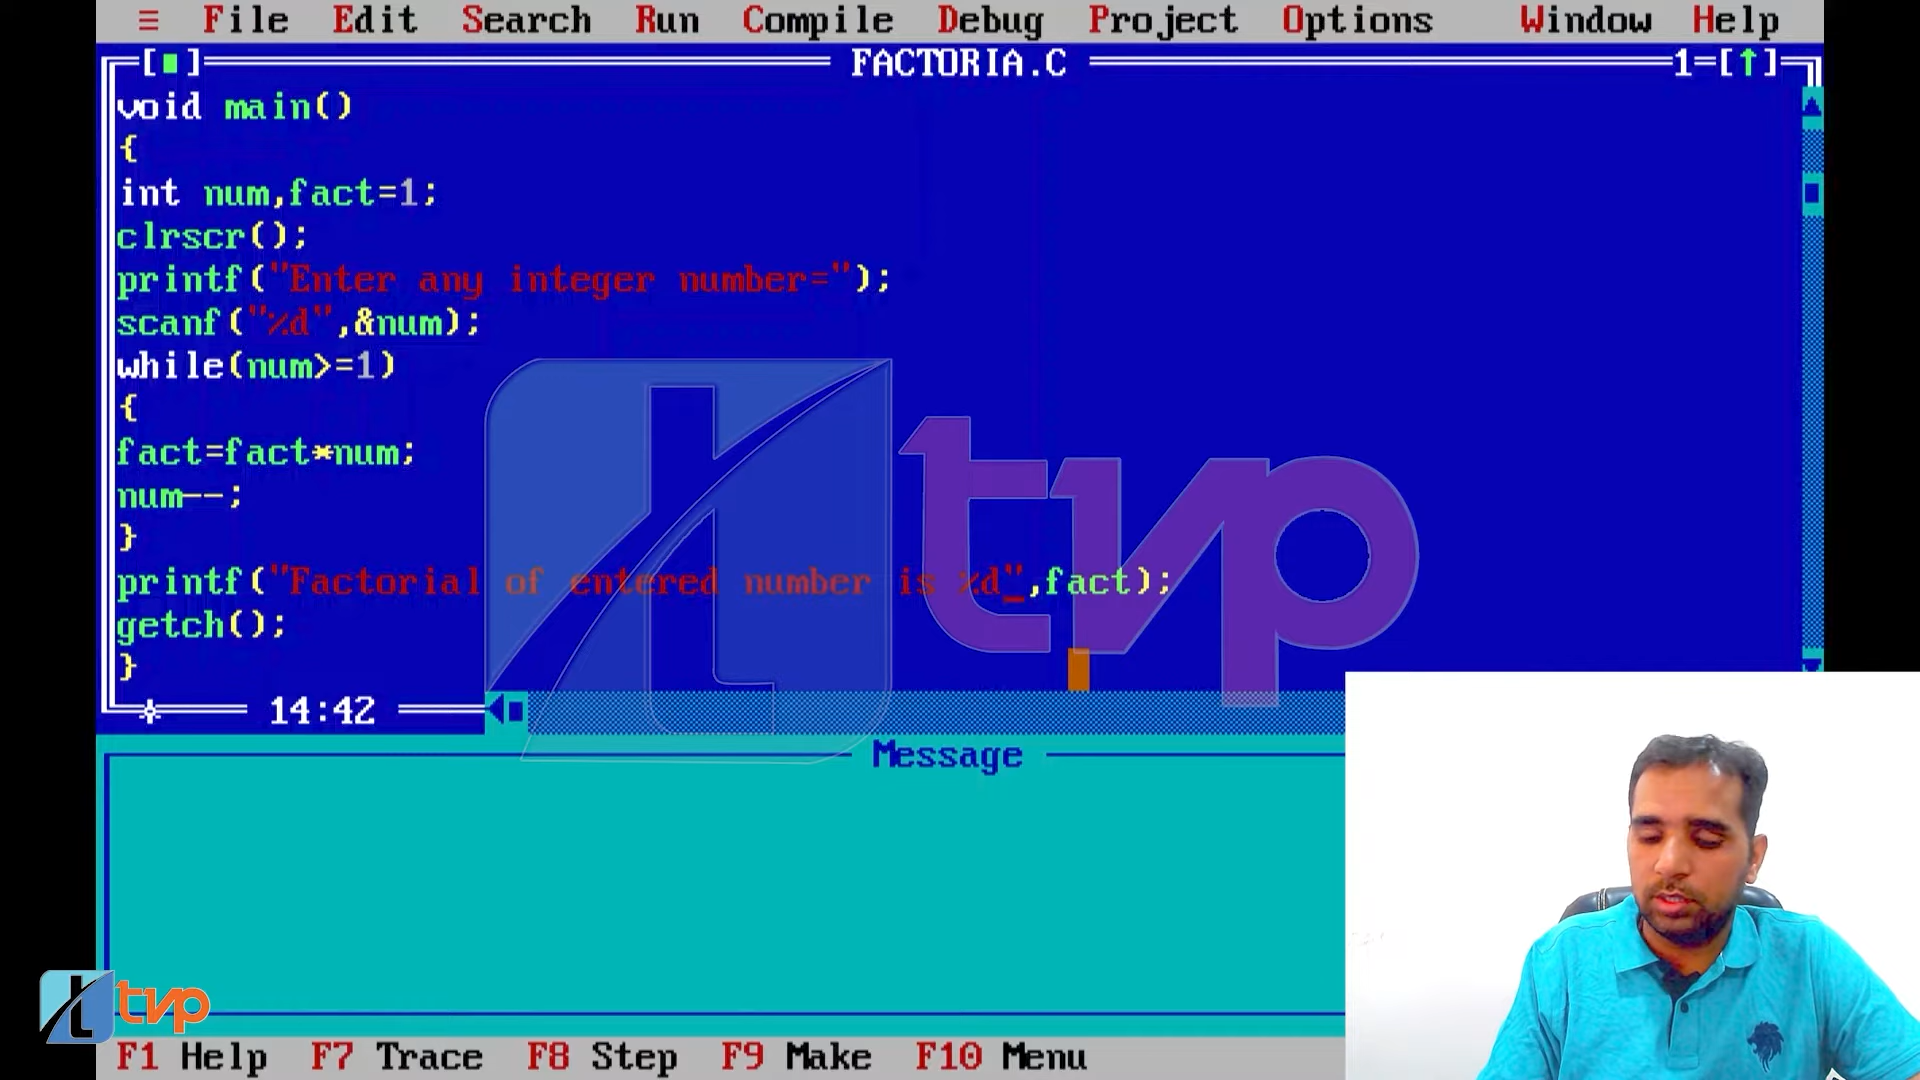 ≡ File Edit Search Run Compile Debug Project Options Window Help
[■] FACTORIA.C 1=[↑]
void main()
{
int num,fact=1;
clrscr();
printf("Enter any integer number=");
scanf("%d",&num);
while(num>=1)
{
fact=fact*num;
num--;
}
printf("Factorial of entered number is %d",fact);
getch();
}
14:42
tvp
Message
tvp
F1 Help F7 Trace F8 Step F9 Make F10 Menu